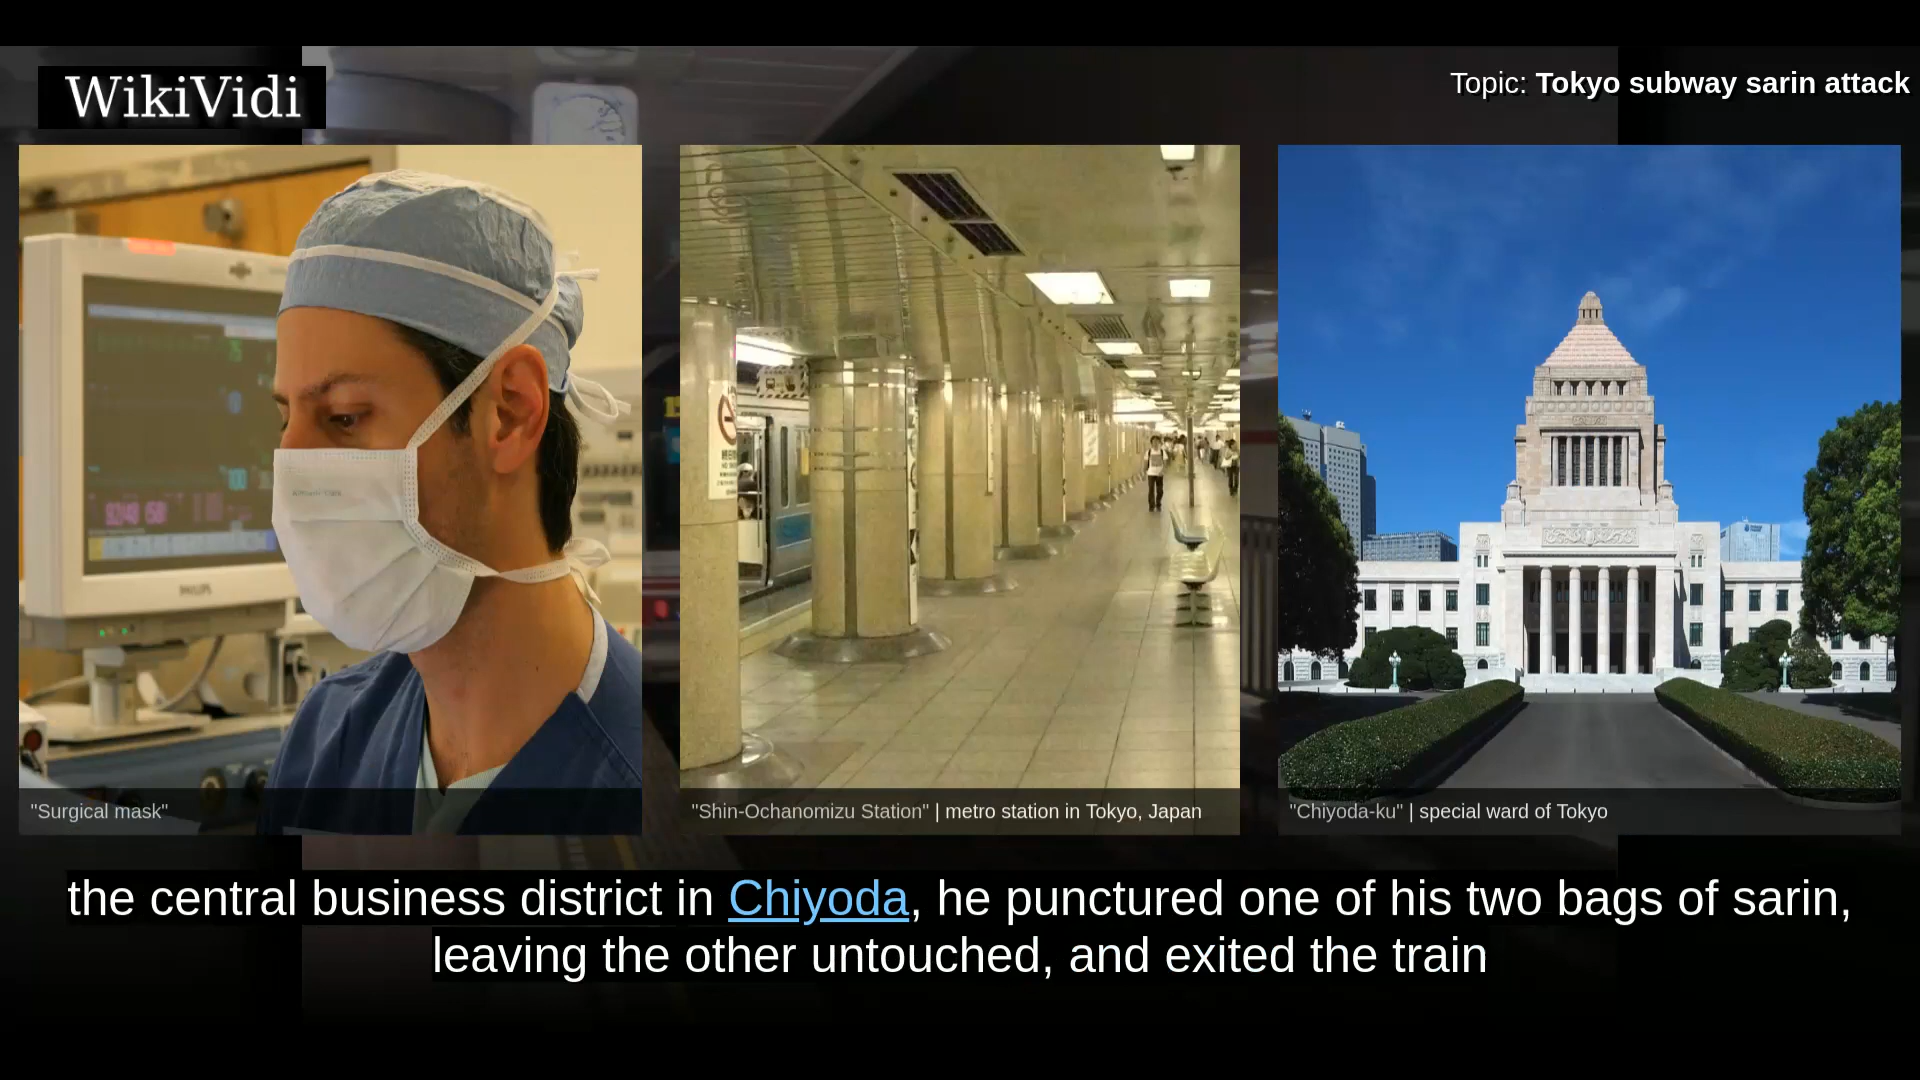 WikiVidi
Topic: Tokyo subway sarin attack
PHILIPS
"Surgical mask"
"Shin-Ochanomizu Station" | metro station in Tokyo, Japan
"Chiyoda-ku" | special ward of Tokyo
the central business district in Chiyoda, he punctured one of his two bags of sarin,
leaving the other untouched, and exited the train